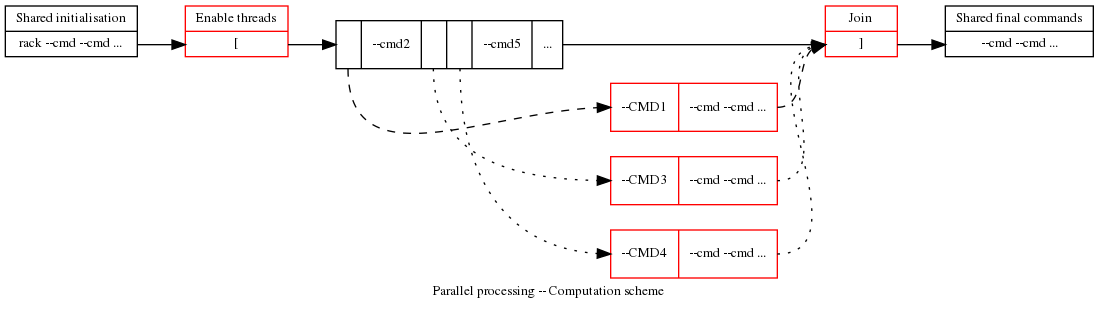 Shared initialisation
rack --cmd --cmd ...
Enable threads
[
--cmd2
--cmd5
...
Join
]
Shared final commands
--cmd --cmd ...
--CMD1
--cmd --cmd ...
--CMD3
--cmd --cmd ...
--CMD4
--cmd --cmd ...
Parallel processing -- Computation scheme